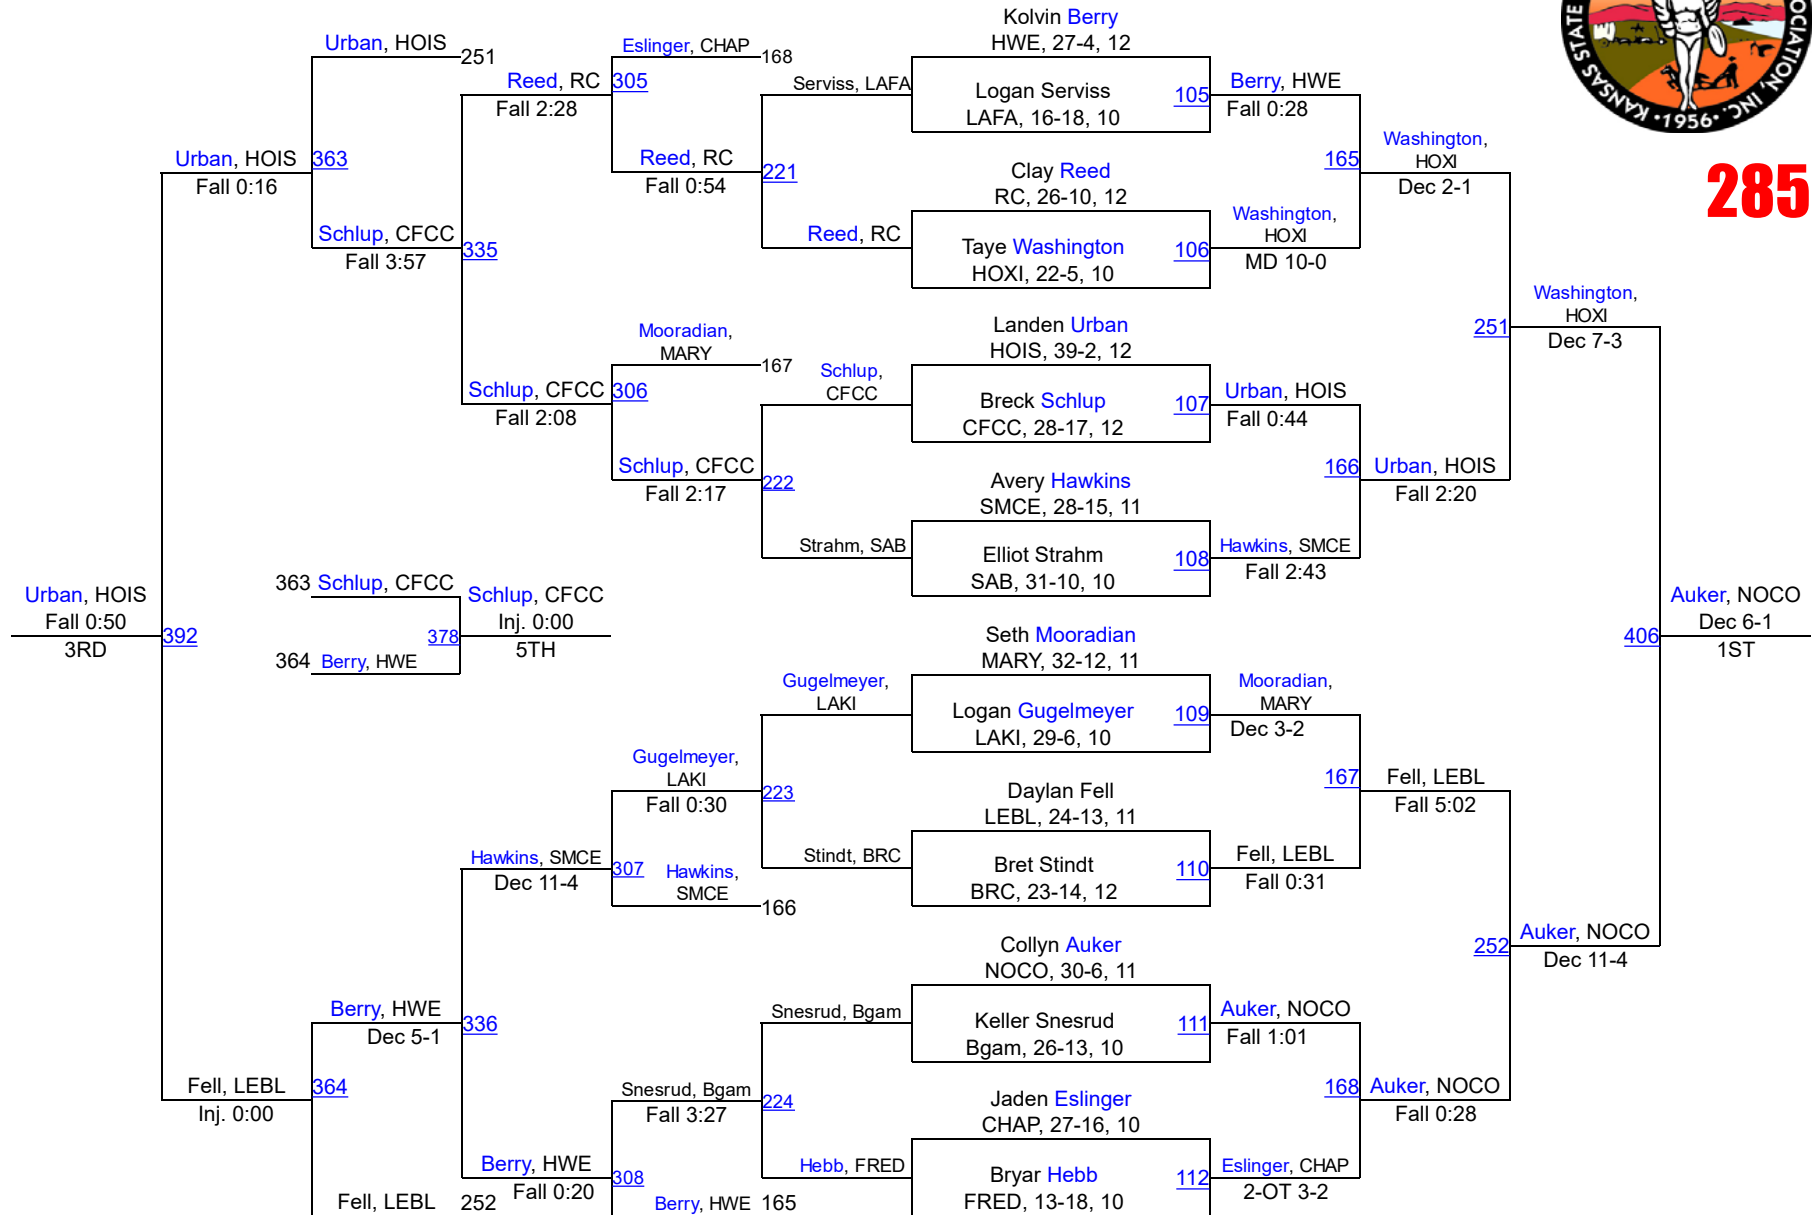 KANSAS STATE
OCIATION, INC.
•1956•
285
Kolvin Berry
HWE, 27-4, 12
Logan Serviss
LAFA, 16-18, 10
105
Clay Reed
RC, 26-10, 12
Taye Washington
HOXI, 22-5, 10
106
Landen Urban
HOIS, 39-2, 12
Breck Schlup
CFCC, 28-17, 12
107
Avery Hawkins
SMCE, 28-15, 11
Elliot Strahm
SAB, 31-10, 10
108
Seth Mooradian
MARY, 32-12, 11
Logan Gugelmeyer
LAKI, 29-6, 10
109
Daylan Fell
LEBL, 24-13, 11
Bret Stindt
BRC, 23-14, 12
110
Collyn Auker
NOCO, 30-6, 11
Keller Snesrud
Bgam, 26-13, 10
111
Jaden Eslinger
CHAP, 27-16, 10
Bryar Hebb
FRED, 13-18, 10
112
Berry, HWE
Fall 0:28
Washington,
HOXI
MD 10-0
Urban, HOIS
Fall 0:44
Hawkins, SMCE
Fall 2:43
Mooradian,
MARY
Dec 3-2
Fell, LEBL
Fall 0:31
Auker, NOCO
Fall 1:01
Eslinger, CHAP
2-OT 3-2
165
Washington,
HOXI
Dec 2-1
166
Urban, HOIS
Fall 2:20
167
Fell, LEBL
Fall 5:02
168
Auker, NOCO
Fall 0:28
251
Washington,
HOXI
Dec 7-3
252
Auker, NOCO
Dec 11-4
406
Auker, NOCO
Dec 6-1
1ST
Serviss, LAFA
221
Reed, RC
Schlup,
CFCC
222
Strahm, SAB
Gugelmeyer,
LAKI
223
Stindt, BRC
Snesrud, Bgam
224
Hebb, FRED
Eslinger, CHAP
168
305
Reed, RC
Fall 0:54
Mooradian,
MARY
167
306
Schlup, CFCC
Fall 2:17
Gugelmeyer,
LAKI
Fall 0:30
307
Hawkins,
SMCE
166
Snesrud, Bgam
Fall 3:27
308
Berry, HWE 165
Reed, RC
Fall 2:28
335
Schlup, CFCC
Fall 2:08
Hawkins, SMCE
Dec 11-4
336
Berry, HWE
Fall 0:20
Urban, HOIS
251
363
Schlup, CFCC
Fall 3:57
Berry, HWE
Dec 5-1
364
Fell, LEBL 252
Urban, HOIS
Fall 0:16
392
Fell, LEBL
Inj. 0:00
Urban, HOIS
Fall 0:50
3RD
363 Schlup, CFCC
378
364 Berry, HWE
Schlup, CFCC
Inj. 0:00
5TH